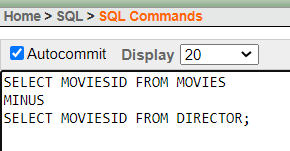 Home > SQL > SQL Commands
Autocommit Display 20
SELECT MOVIESID FROM MOVIES
MINUS
SELECT MOVIESID FROM DIRECTOR;